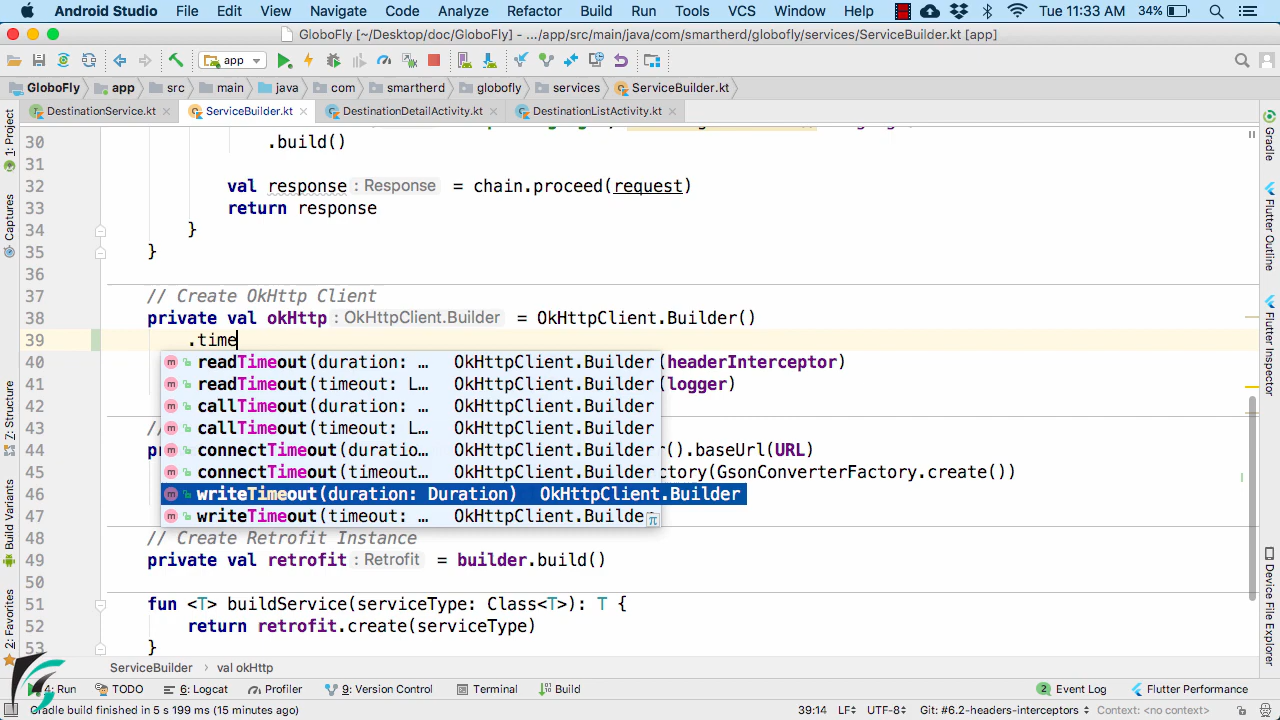 Android Studio File Edit View Navigate Code Analyze Refactor Build Run Tools VCS Window Help Tue 11:33 AM 34%
GloboFly [~/Desktop/doc/GloboFly] - .../app/src/main/java/com/smartherd/globofly/services/ServiceBuilder.kt [app]
app
GloboFly app src main java com smartherd globofly services ServiceBuilder.kt
DestinationService.kt ServiceBuilder.kt DestinationDetailActivity.kt DestinationListActivity.kt
1: Project
Captures
Z: Structure
Build Variants
2: Favorites
Gradle
Flutter Outline
Flutter Inspector
Device File Explorer
30 .build()
31
32 val response : Response = chain.proceed(request)
33 return response
34 }
35 }
36
37 // Create OkHttp Client
38 private val okHttp : OkHttpClient.Builder = OkHttpClient.Builder()
39 .time
40 readTimeout(duration: … OkHttpClient.Builder (headerInterceptor)
41 readTimeout(timeout: L… OkHttpClient.Builder (logger)
42 callTimeout(duration: … OkHttpClient.Builder
43 // callTimeout(timeout: L… OkHttpClient.Builder
44 pr connectTimeout(duratio… OkHttpClient.Builder r().baseUrl(URL)
45 connectTimeout(timeout… OkHttpClient.Builder ctory(GsonConverterFactory.create())
46 writeTimeout(duration: Duration) OkHttpClient.Builder
47 writeTimeout(timeout: … OkHttpClient.Builde π
48 // Create Retrofit Instance
49 private val retrofit : Retrofit = builder.build()
50
51 fun <T> buildService(serviceType: Class<T>): T {
52 return retrofit.create(serviceType)
53 }
ServiceBuilder val okHttp
4: Run TODO 6: Logcat Profiler 9: Version Control Terminal Build 2 Event Log Flutter Performance
Gradle build finished in 5 s 199 ms (15 minutes ago) 39:14 LF UTF-8 Git: #6.2-headers-interceptors Context: <no context>